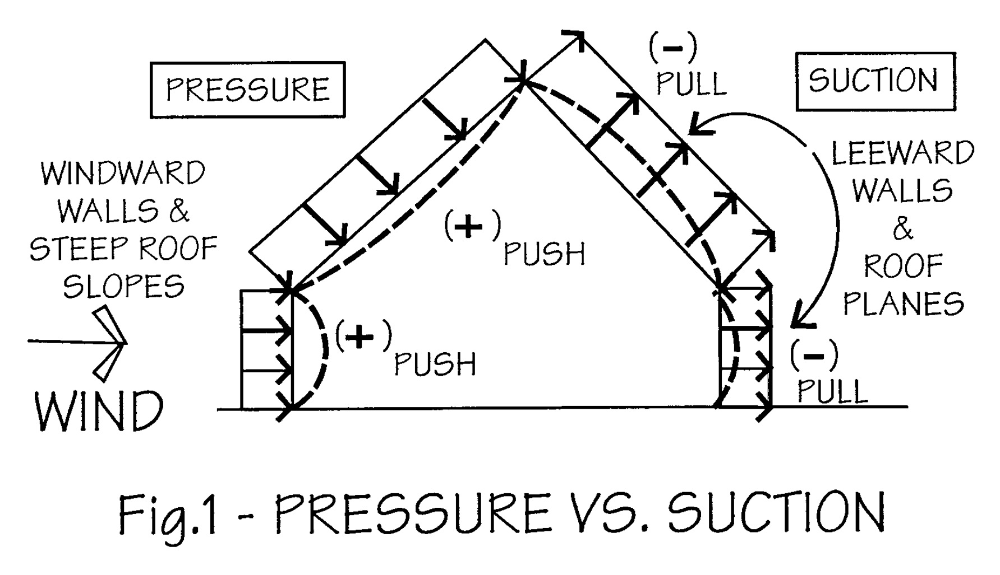 PRESSURE
WINDWARD
WALLS &
STEEP ROOF
SLOPES
WIND
(+)
PUSH
(+)
PUSH
(-)
PULL
SUCTION
LEEWARD
WALLS
&
ROOF
PLANES
(-)
PULL
Fig.1 - PRESSURE VS. SUCTION